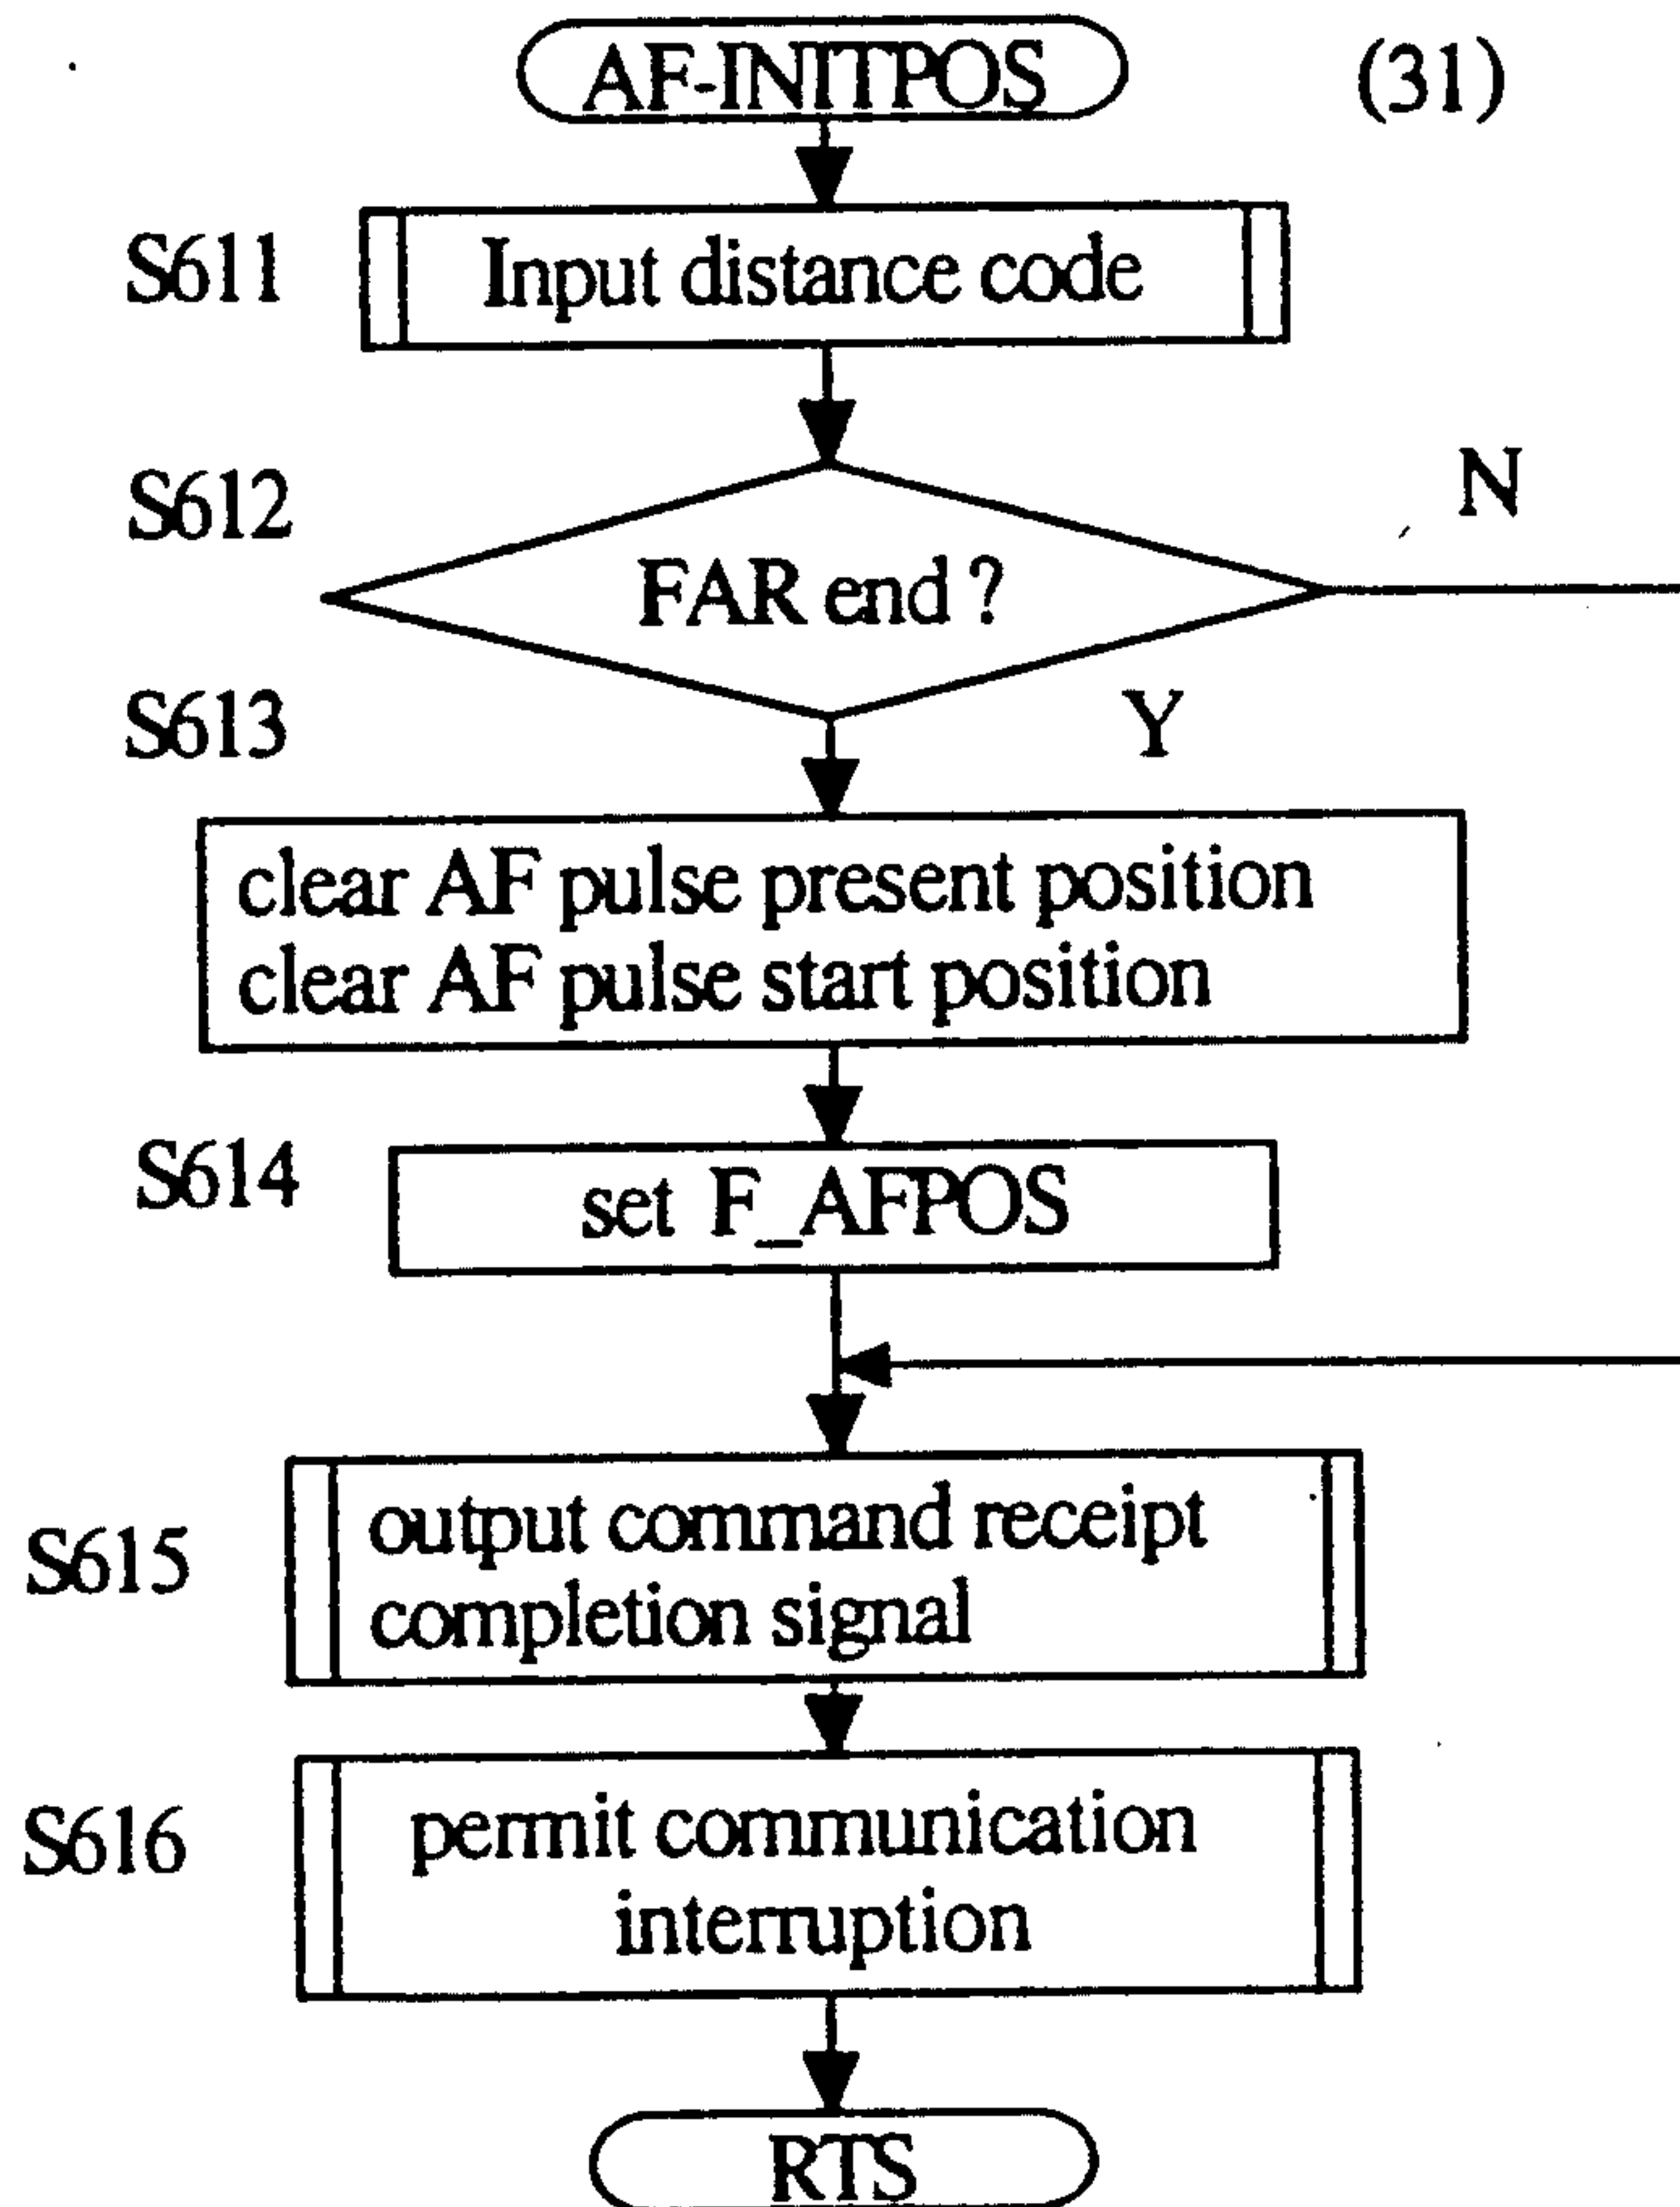 AF-INITPOS
(31)
S611
Input distance code
S612
N
FAR end ?
S613
Y
clear AF pulse present position
clear AF pulse start position
S614
set F_AFPOS
S615
output command receipt
completion signal
S616
permit communication
interruption
RTS